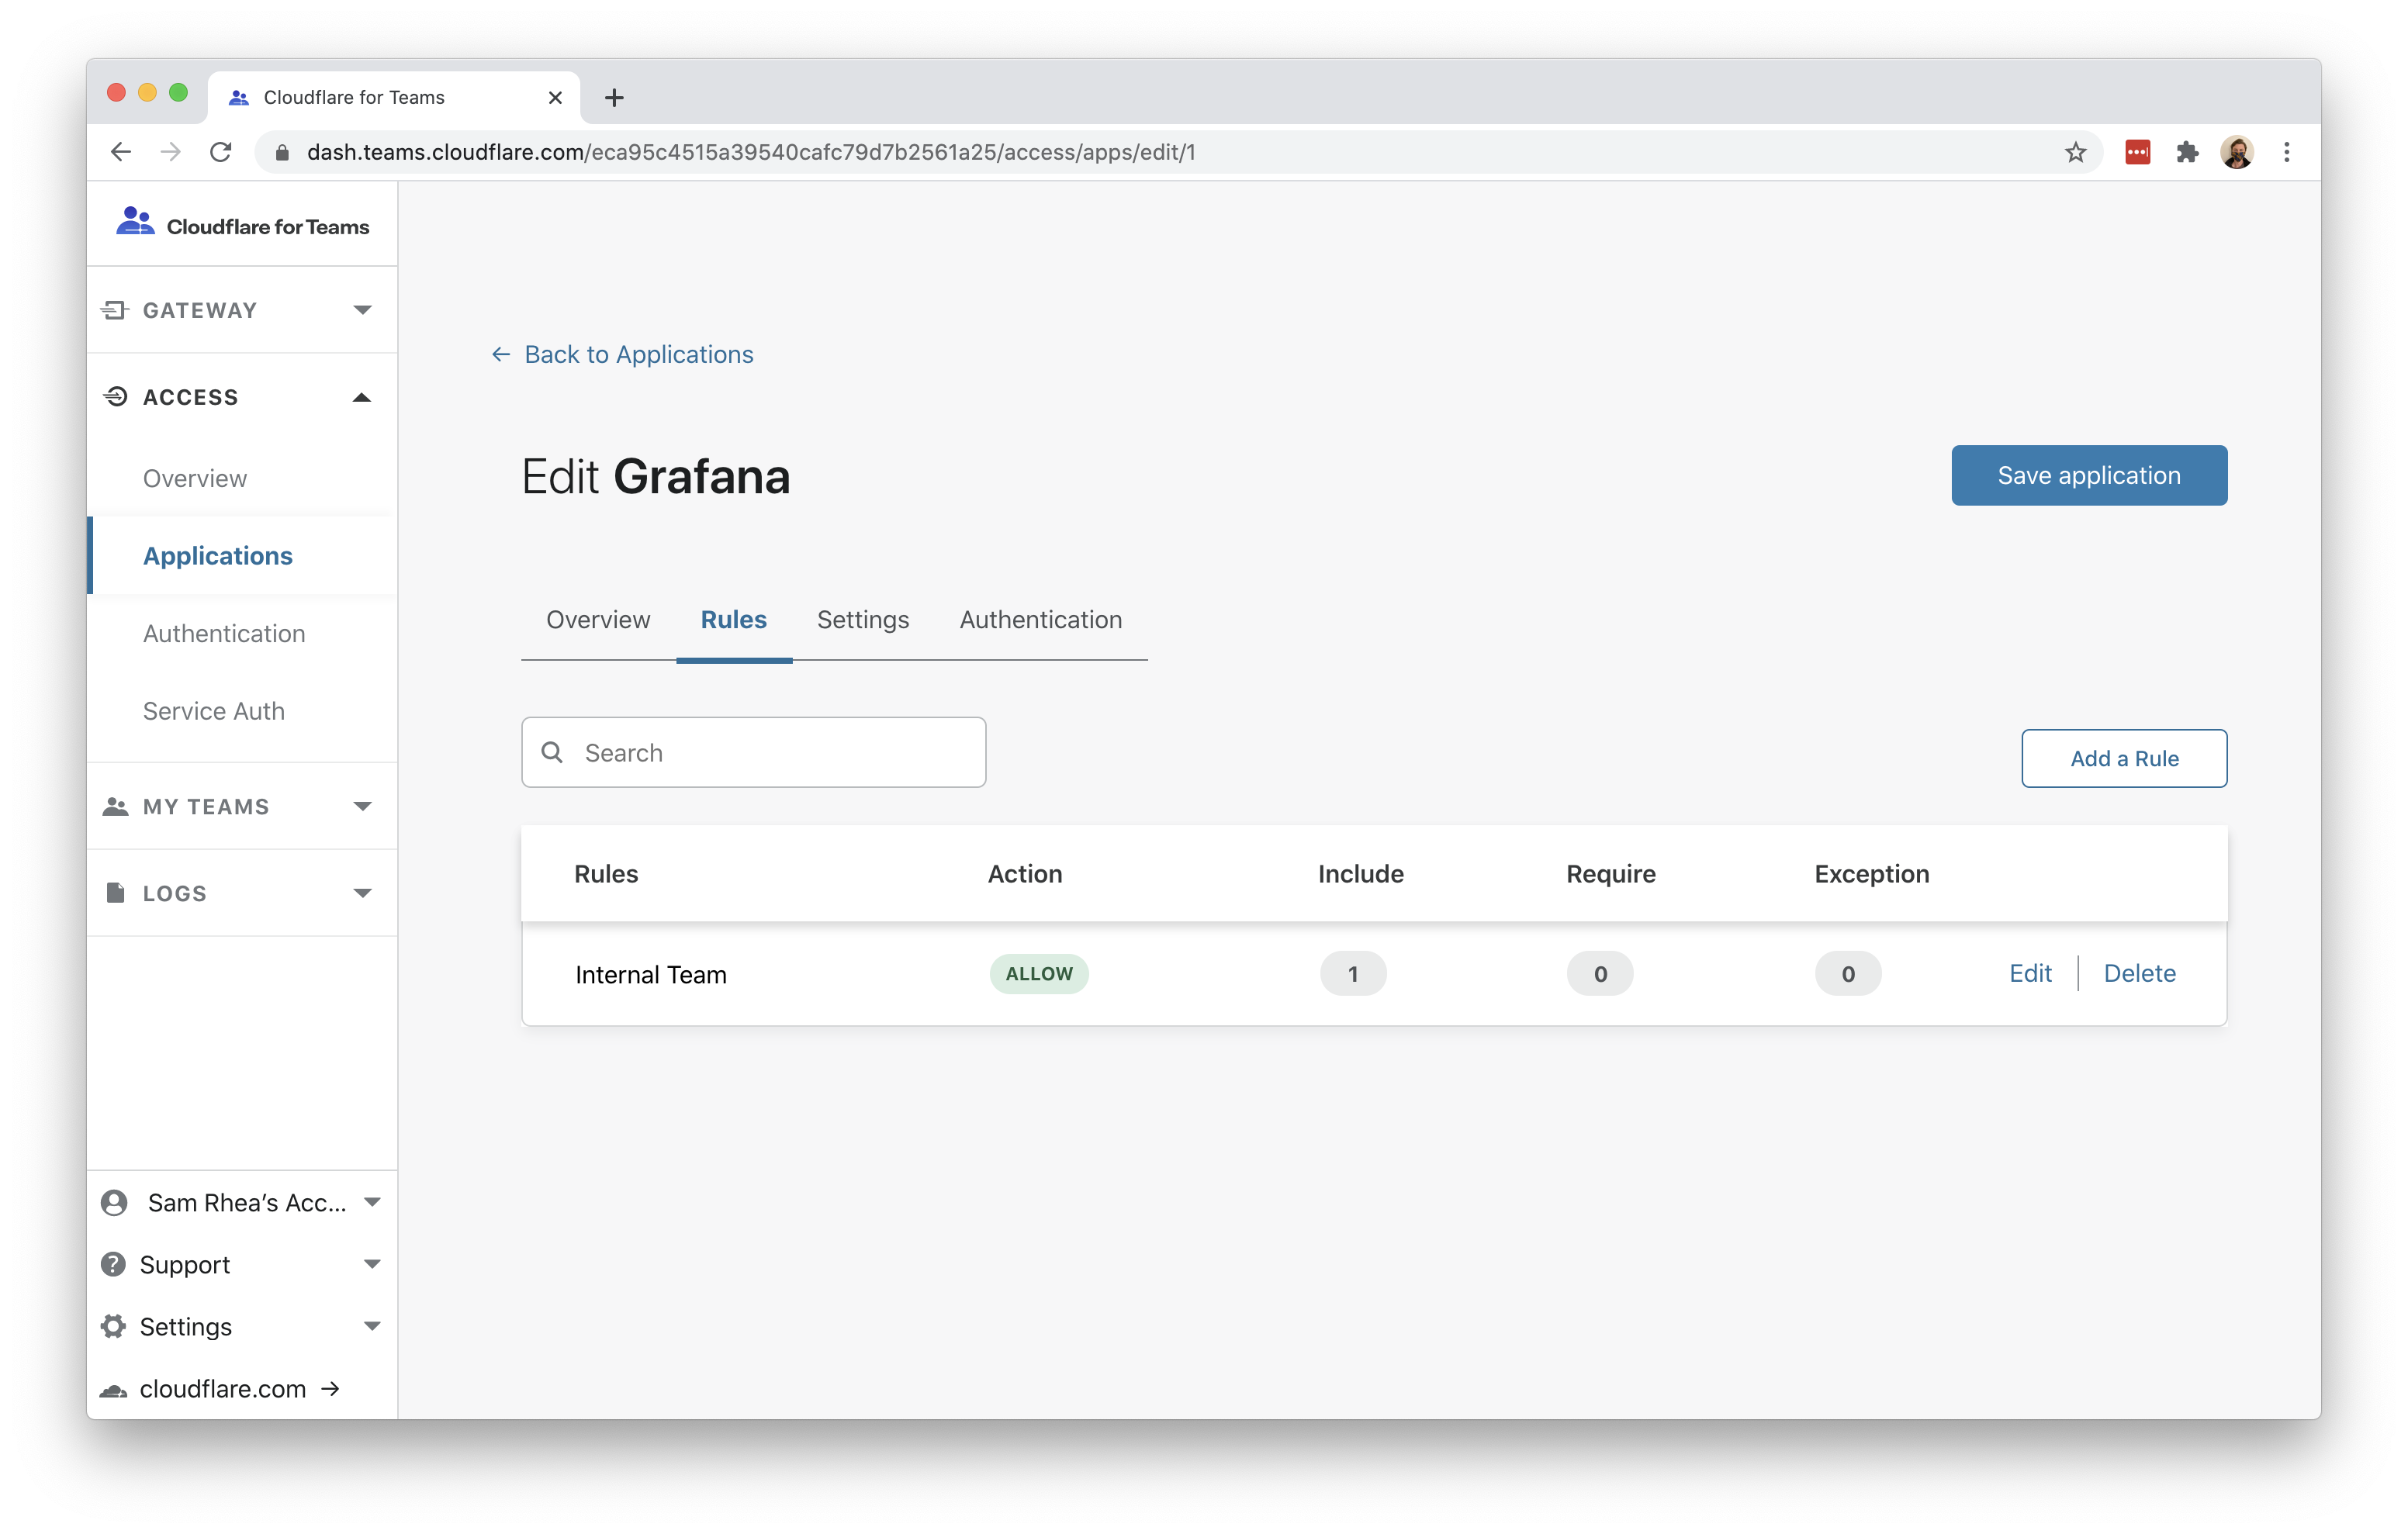 Cloudflare for Teams
dash.teams.cloudflare.com/eca95c4515a39540cafc79d7b2561a25/access/apps/edit/1
Cloudflare for Teams
GATEWAY
ACCESS
Overview
Applications
Authentication
Service Auth
MY TEAMS
LOGS
Sam Rhea's Acc...
Support
Settings
cloudflare.com →
← Back to Applications
Edit Grafana
Save application
Overview Rules Settings Authentication
Search
Add a Rule
Rules Action Include Require Exception
Internal Team ALLOW 1 0 0 Edit Delete